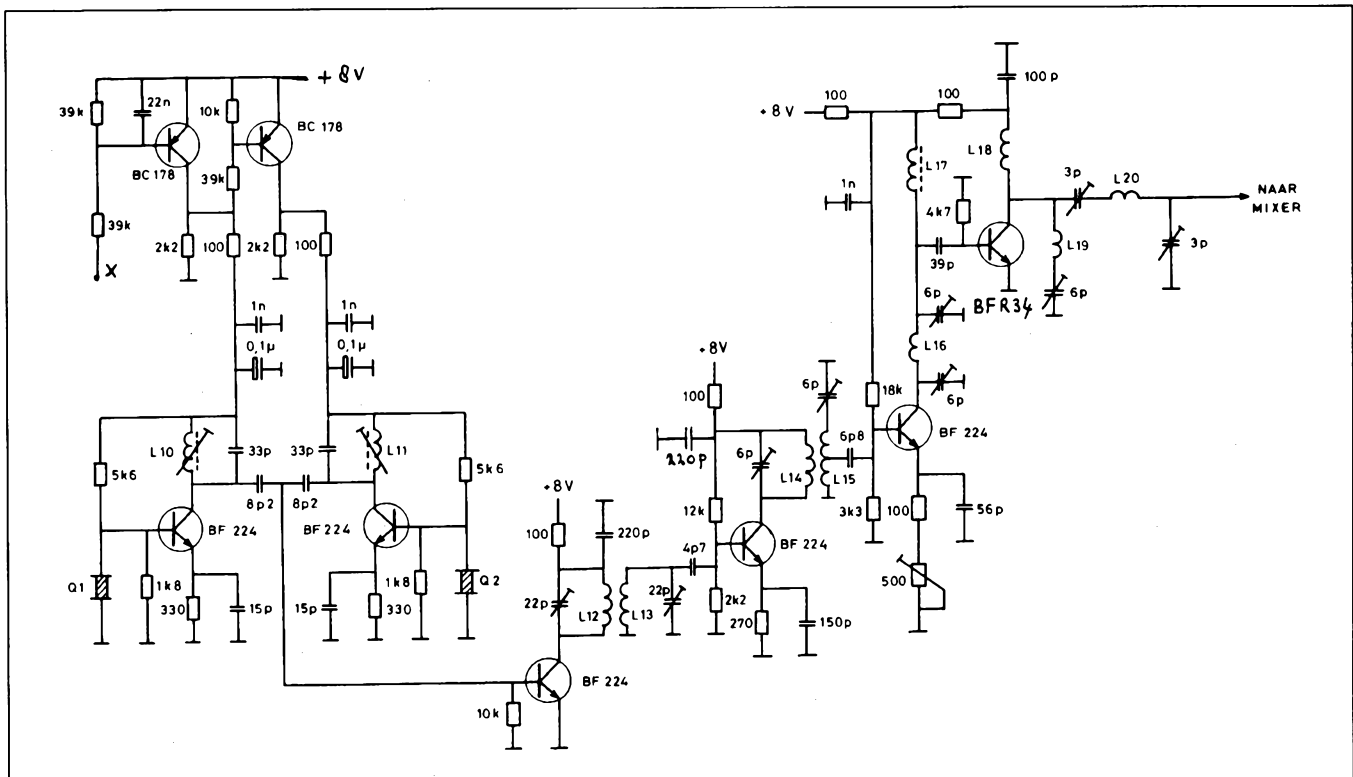 + 8V
39k
22n
10k
BC 178
BC 178
39k
39k
2k2
100
2k2
100
X
1n
1n
0,1µ
0,1µ
L10
33p
33p
L11
5k6
5k6
8p2
8p2
BF 224
BF 224
Q1
1k8
330
15p
15p
330
1k8
Q2
+8V
100
220p
22p
L12
L13
22p
4p7
BF 224
10k
+8V
100
220p
6p
L14
L15
6p
6p8
12k
BF 224
2k2
270
150p
+8V
100
100
100p
L17
L18
1n
4k7
39p
BFR34
3p
L20
NAAR
MIXER
L19
3p
6p
6p
L16
6p
18k
BF 224
3k3
100
56p
500